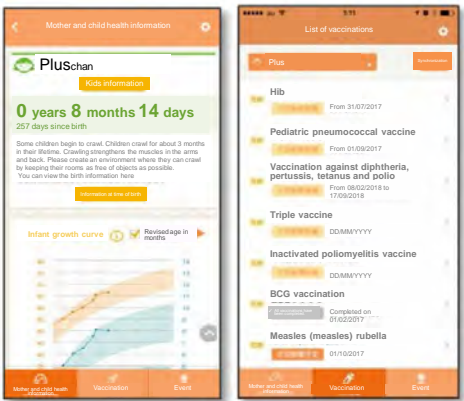 Mother and child health information
Pluschan
Kids information
0 years 8 months 14 days
257 days since birth
Some children begin to crawl. Children crawl for about 3 months
in their lifetime. Crawling strengthens the muscles in the arms
and back. Please create an environment where they can crawl
by keeping their rooms as free of objects as possible.
You can view the birth information here
Information at time of birth
Infant growth curve
Revised age in
months
Mother and child health
information
Vaccination
Event
List of vaccinations
Plus
Hib
From 31/07/2017
Pediatric pneumococcal vaccine
From 31/07/2017
Vaccination against diphtheria,
pertussis, tetanus and polio
From 08/02/2018 to
17/09/2018
Triple vaccine
DD/MM/YYYY
Inactivated poliomyelitis vaccine
DD/MM/YYYY
BCG vaccination
Completed on
01/02/2017
Measles (measles) rubella
01/10/2017
Mother and child health
information
Vaccination
Event